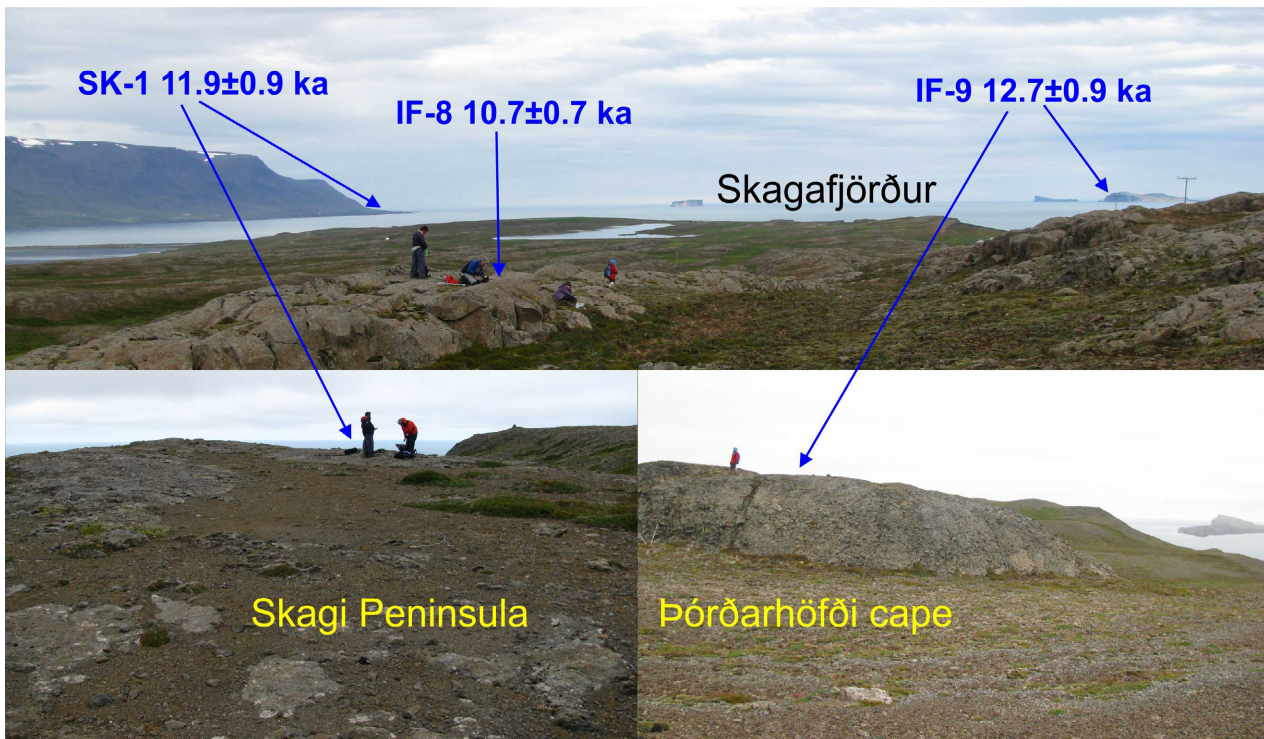 SK-1 11.9±0.9 ka
IF-8 10.7±0.7 ka
IF-9 12.7±0.9 ka
Skagafjörður
Skagi Peninsula
Þórðarhöfði cape